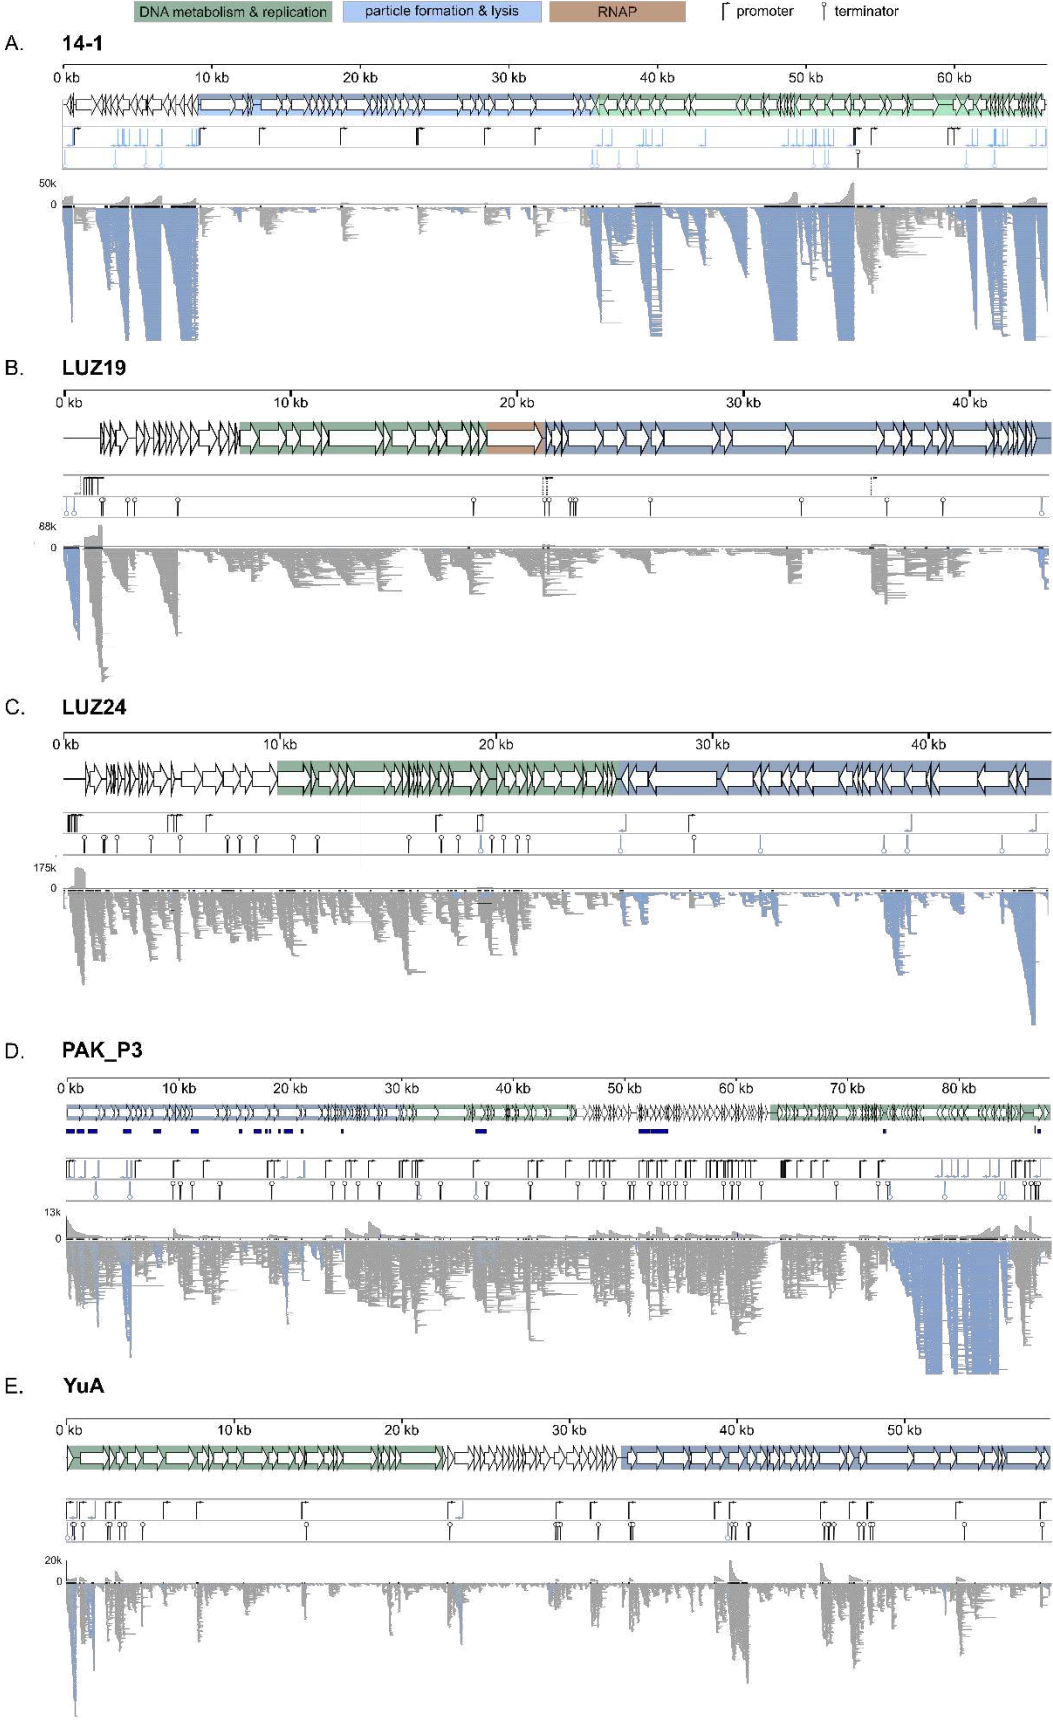 DNA metabolism & replication particle formation & lysis RNAP promoter terminator
A. 14-1
0 kb 10 kb 20 kb 30 kb 40 kb 50 kb 60 kb
50k
0
B. LUZ19
0 kb 10 kb 20 kb 30 kb 40 kb
68k
0
C. LUZ24
0 kb 10 kb 20 kb 30 kb 40 kb
175k
0
D. PAK_P3
0 kb 10 kb 20 kb 30 kb 40 kb 50 kb 60 kb 70 kb 80 kb
13k
0
E. YuA
0 kb 10 kb 20 kb 30 kb 40 kb 50 kb
20k
0